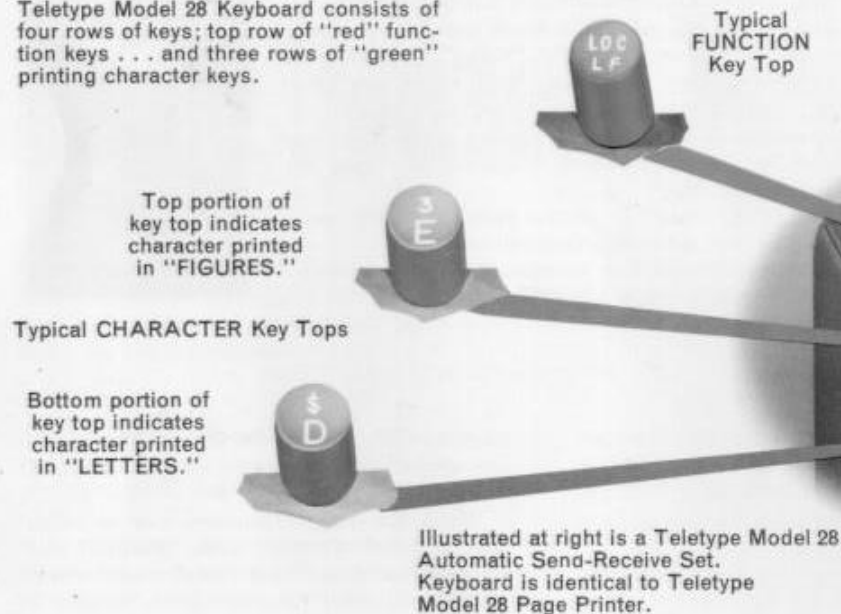 Teletype Model 28 Keyboard consists of
four rows of keys; top row of "red" func-
tion keys . . . and three rows of "green"
printing character keys.
Typical
FUNCTION
Key Top
LOC
LF
Top portion of
key top indicates
character printed
in "FIGURES."
3
E
Typical CHARACTER Key Tops
Bottom portion of
key top indicates
character printed
in "LETTERS."
$
D
Illustrated at right is a Teletype Model 28
Automatic Send-Receive Set.
Keyboard is identical to Teletype
Model 28 Page Printer.